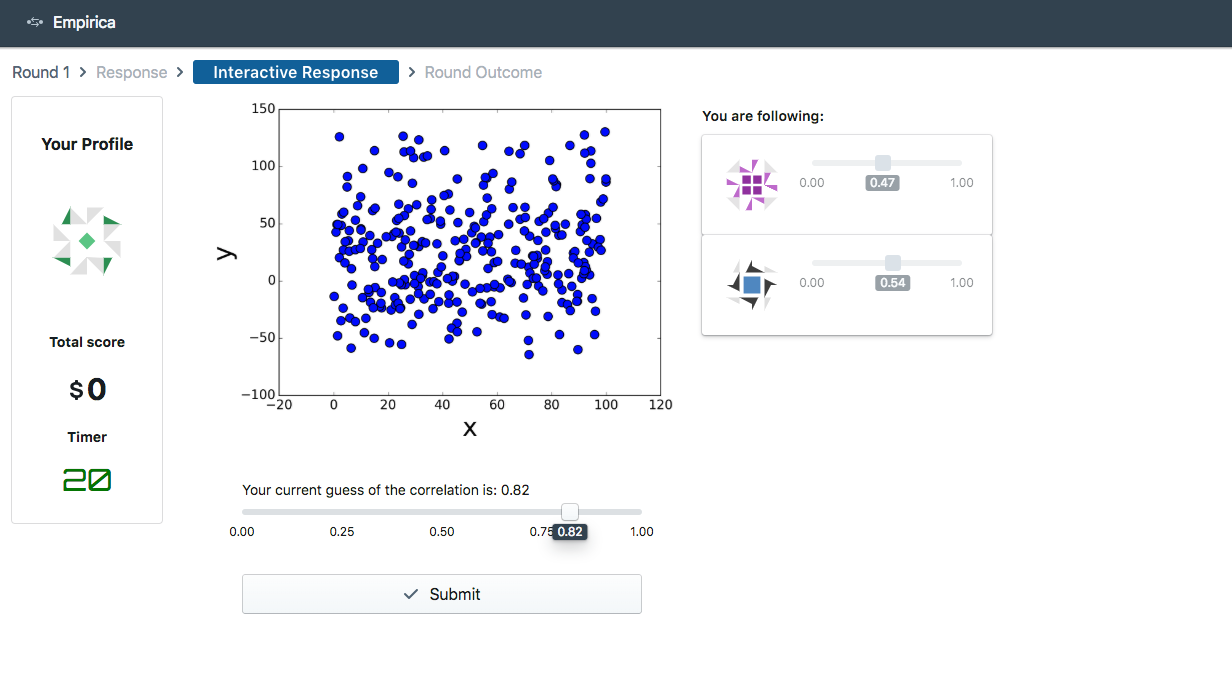 Empirica
Round 1 > Response > Interactive Response > Round Outcome
Your Profile
Total score
$0
Timer
20
150
100
50
0
−50
−100
−20 0 20 40 60 80 100 120
y
x
Your current guess of the correlation is: 0.82
0.00 0.25 0.50 0.75 0.82 1.00
Submit
You are following:
0.00 0.47 1.00
0.00 0.54 1.00